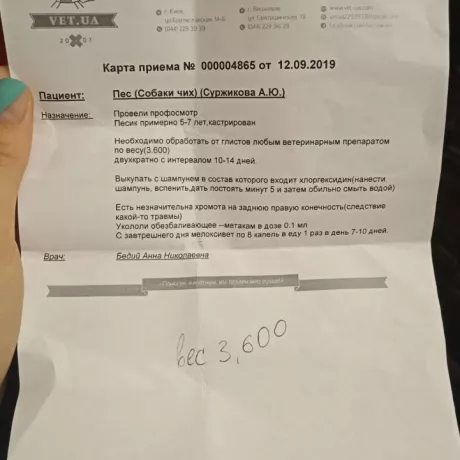 VET.UA
2007
г. Киев
г. Вишневое
Карта приема № 000004865 от 12.09.2019
Пациент: Пес (Собаки чих) (Суржикова А.Ю.)
Назначение: Провели профосмотр
Песик примерно 5-7 лет,кастрирован
Необходимо обработать от глистов любым ветеринарным препаратом
по весу(3.600)
двухкратно с интервалом 10-14 дней.
Выкупать с шампунем в состав которого входит хлоргексидин(нанести
шампунь, вспенить,дать постоять минут 5 и затем обильно смыть водой)
Есть незначительна хромота на заднюю правую конечность(следствие
какой-то травмы)
Укололи обезбаливающее --метакам в дозе 0.1 мл
С завтрешнего дня мелоксивет по 8 капель в еду 1 раз в день 7-10 дней.
Врач: Бедий Анна Николаевна
вес 3,600